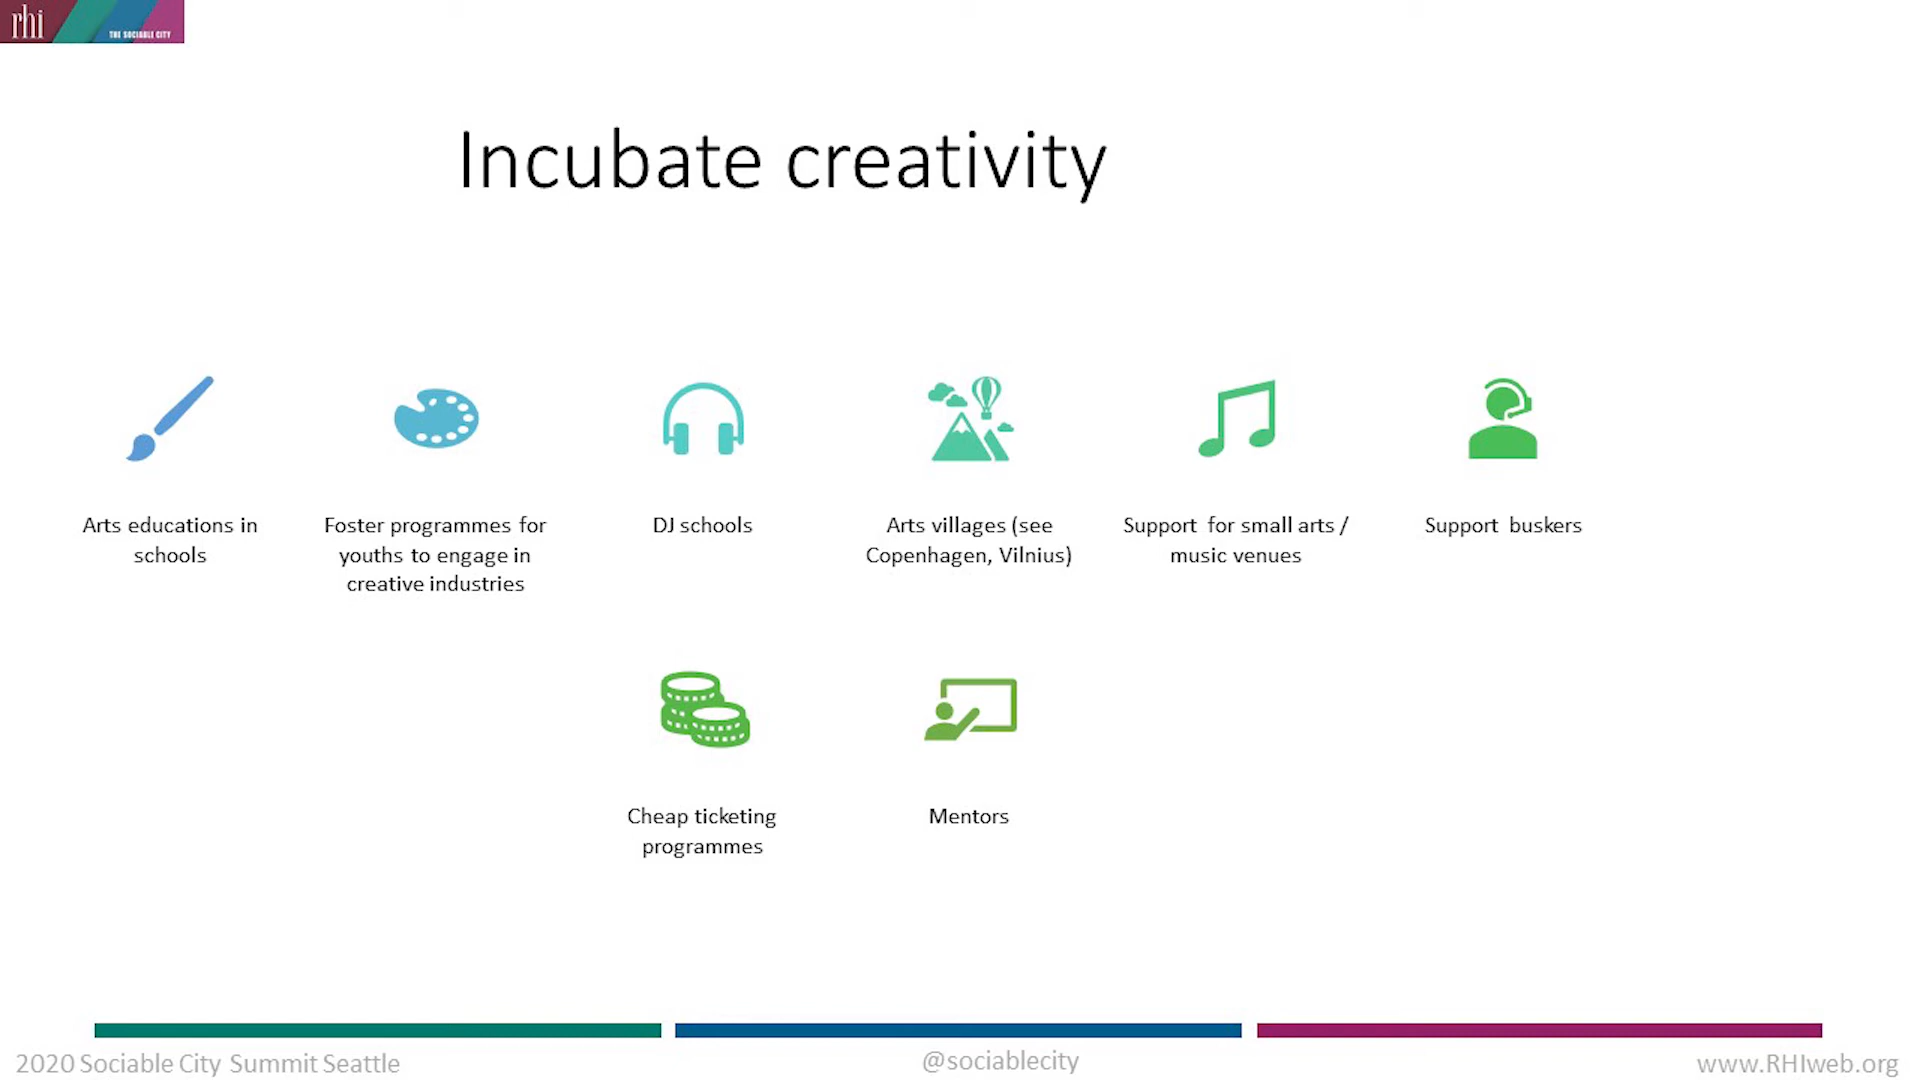 rhi
THE SOCIABLE CITY
Incubate creativity
Arts educations in
schools
Foster programmes for
youths to engage in
creative industries
DJ schools
Arts villages (see
Copenhagen, Vilnius)
Support for small arts /
music venues
Support buskers
Cheap ticketing
programmes
Mentors
2020 Sociable City Summit Seattle
@sociablecity
www.RHIweb.org